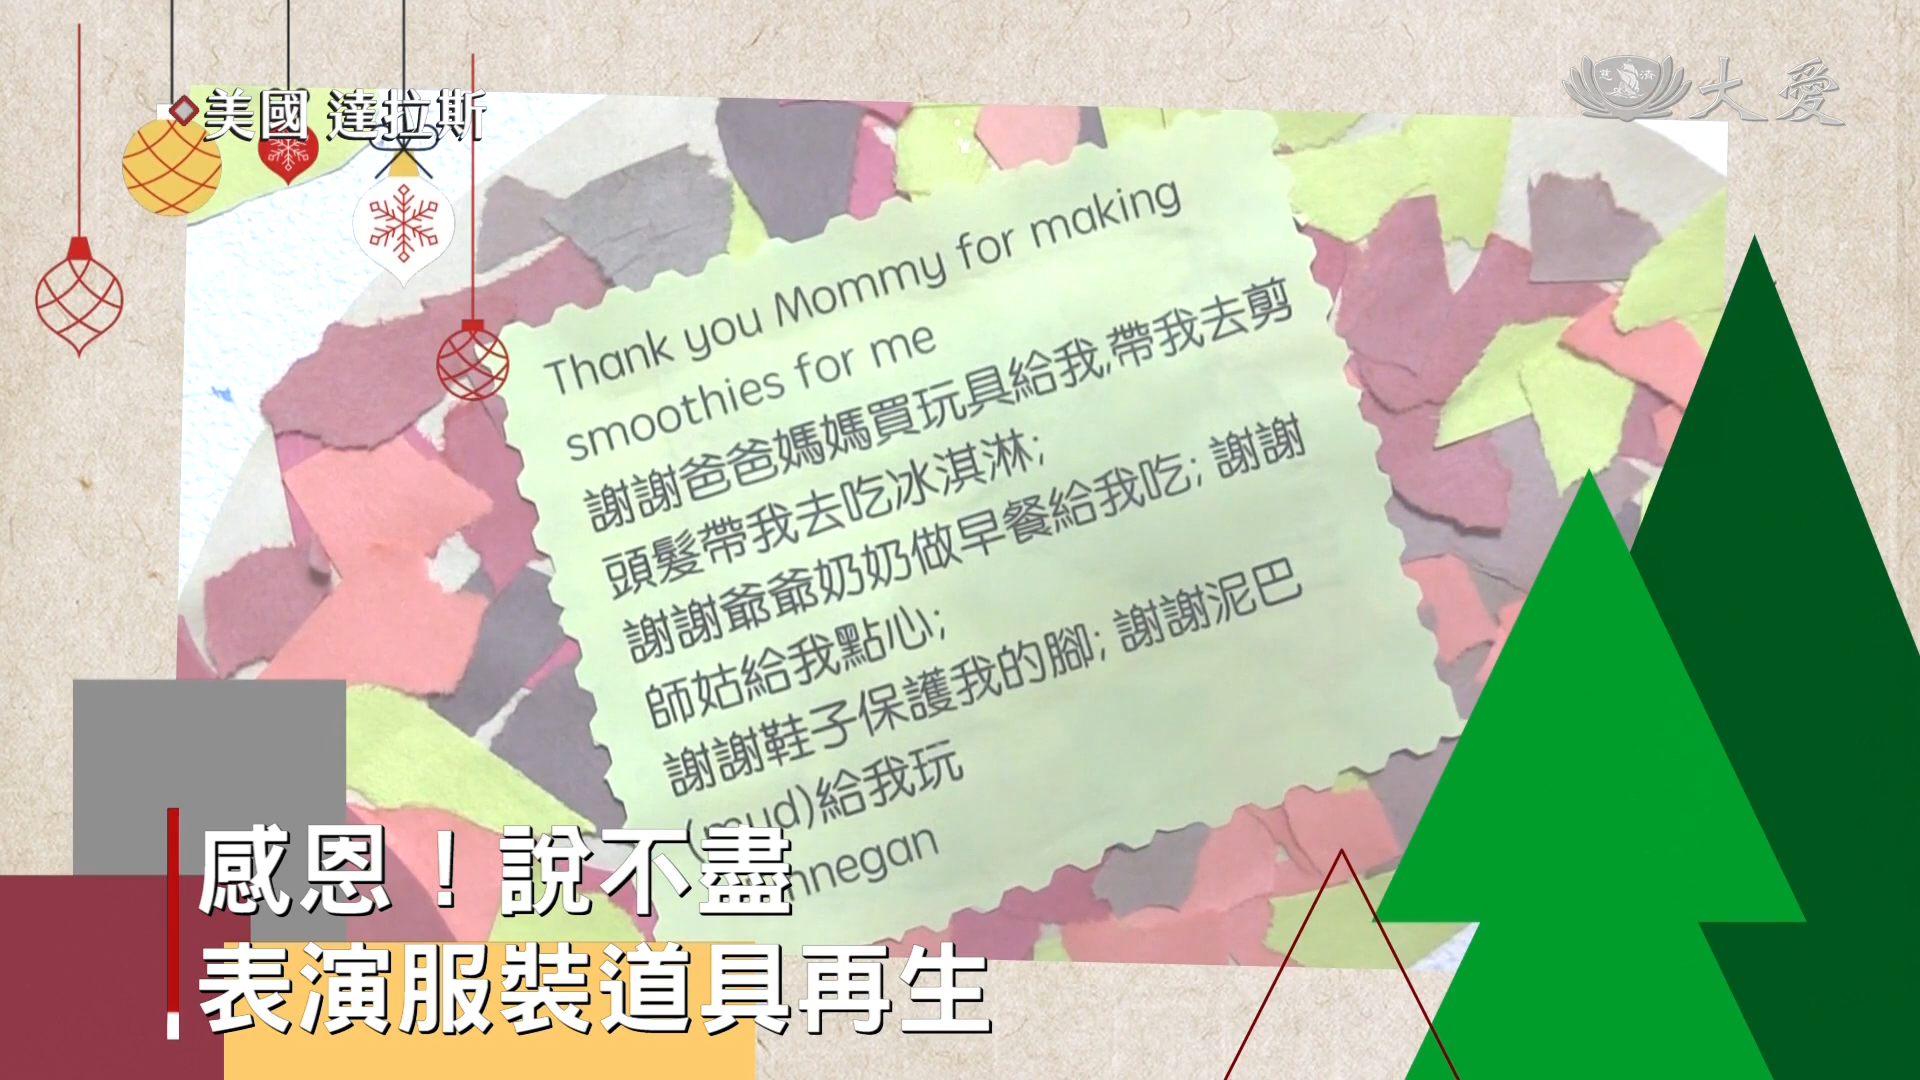 美國 達拉斯
慈濟
大愛
Thank you Mommy for making
smoothies for me
謝謝爸爸媽媽買玩具給我,帶我去剪
頭髮帶我去吃冰淇淋;
謝謝爺爺奶奶做早餐給我吃; 謝謝
師姑給我點心;
謝謝鞋子保護我的腳; 謝謝泥巴
(mud)給我玩
感恩！說不盡
表演服裝道具再生